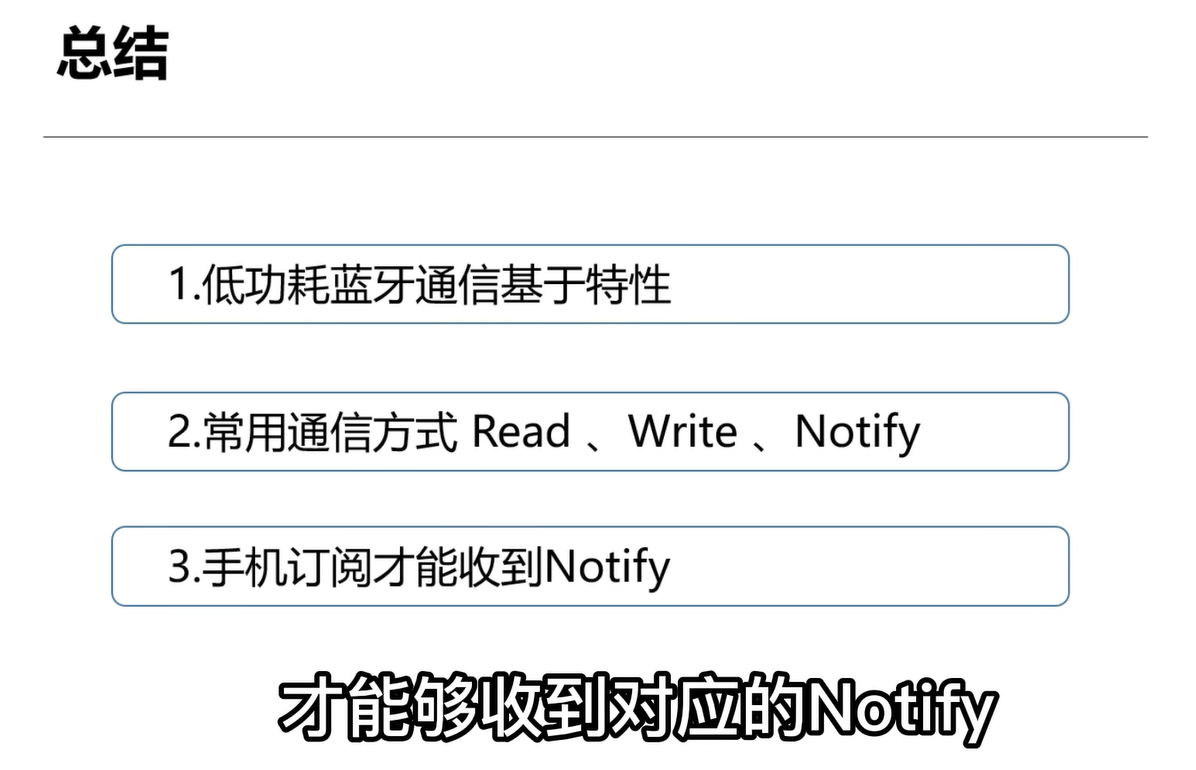 总结
1.低功耗蓝牙通信基于特性
2.常用通信方式 Read 、Write 、Notify
3.手机订阅才能收到Notify
才能够收到对应的Notify